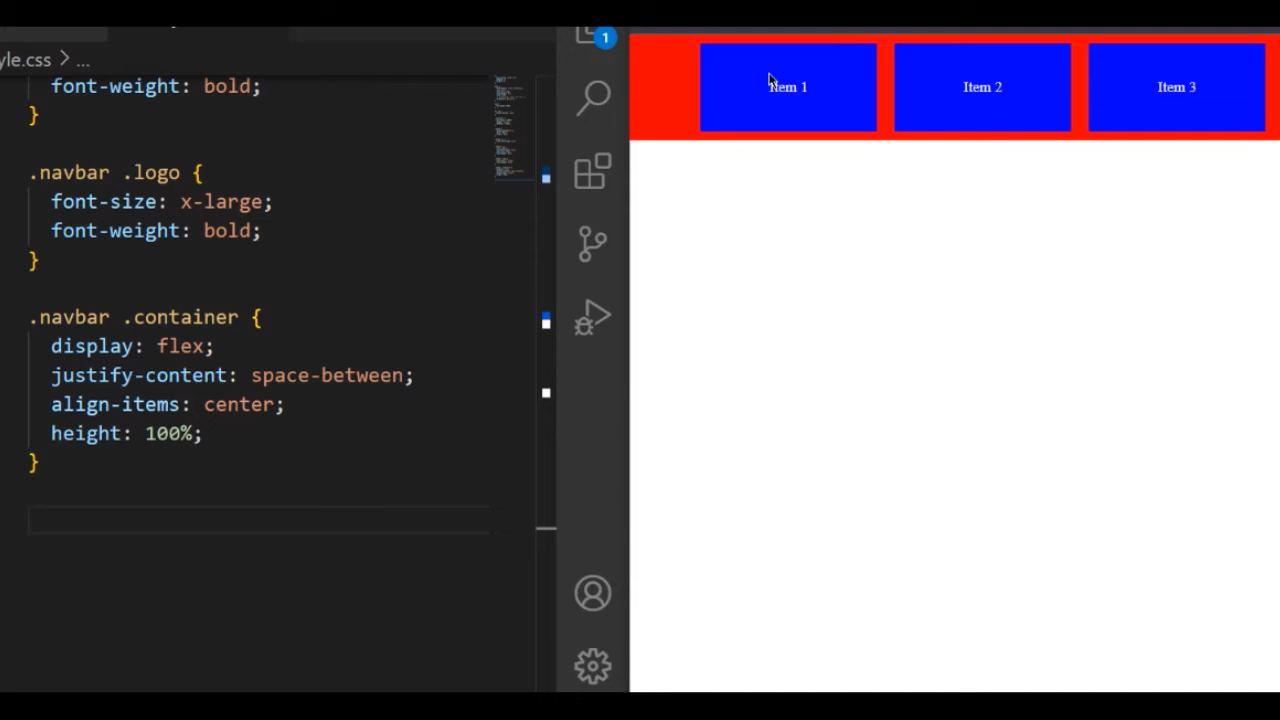 yle.css > ...
font-weight: bold;
}
.navbar .logo {
font-size: x-large;
font-weight: bold;
}
.navbar .container {
display: flex;
justify-content: space-between;
align-items: center;
height: 100%;
}
1
Item 1
Item 2
Item 3